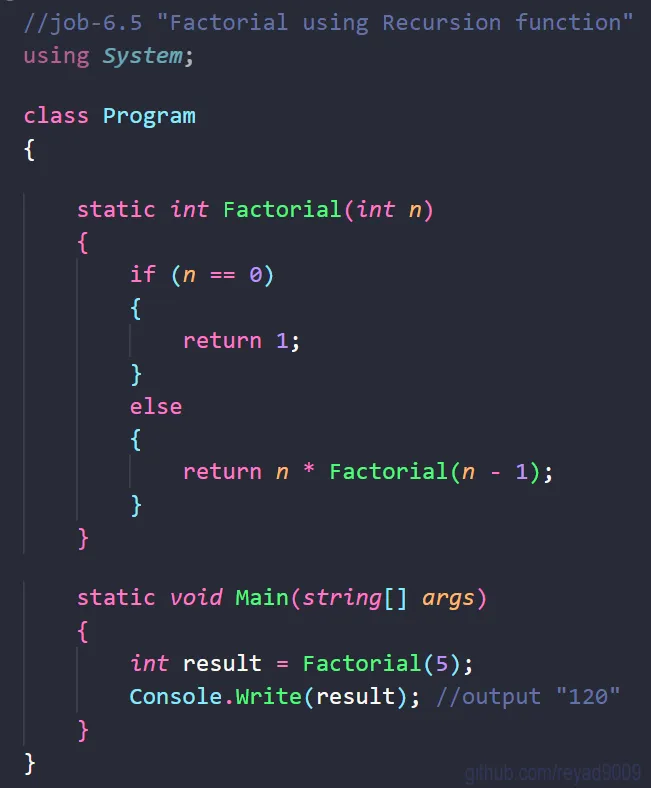 //job-6.5 "Factorial using Recursion function"
using System;
class Program
{
static int Factorial(int n)
{
if (n == 0)
{
return 1;
}
else
{
return n * Factorial(n - 1);
}
}
static void Main(string[] args)
{
int result = Factorial(5);
Console.Write(result); //output "120"
}
}
github.com/reyad9009